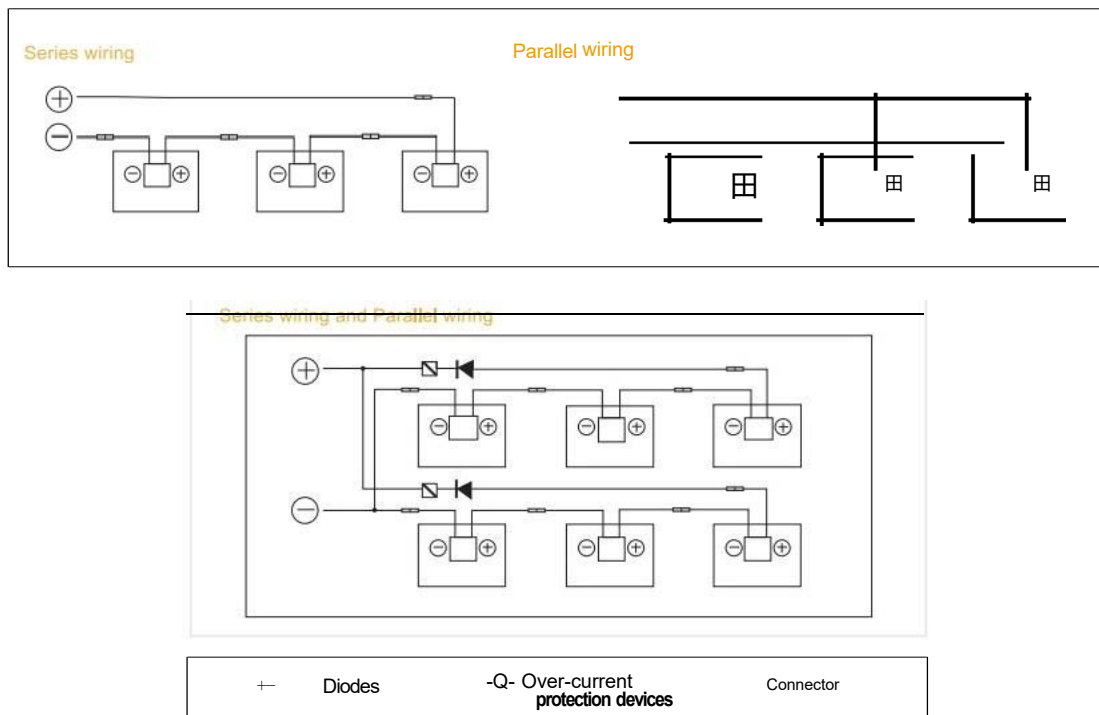 Series wiring
Parallel wiring
田
田
田
Series wiring and Parallel wiring
Diodes
-Q- Over-current
protection devices
Connector